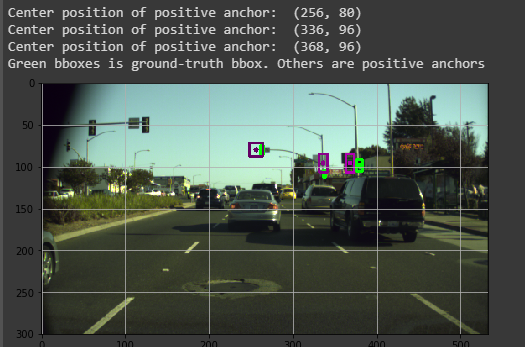 Center position of positive anchor: (256, 80)
Center position of positive anchor: (336, 96)
Center position of positive anchor: (368, 96)
Green bboxes is ground-truth bbox. Others are positive anchors
0
50
100
150
200
250
300
0 100 200 300 400 500